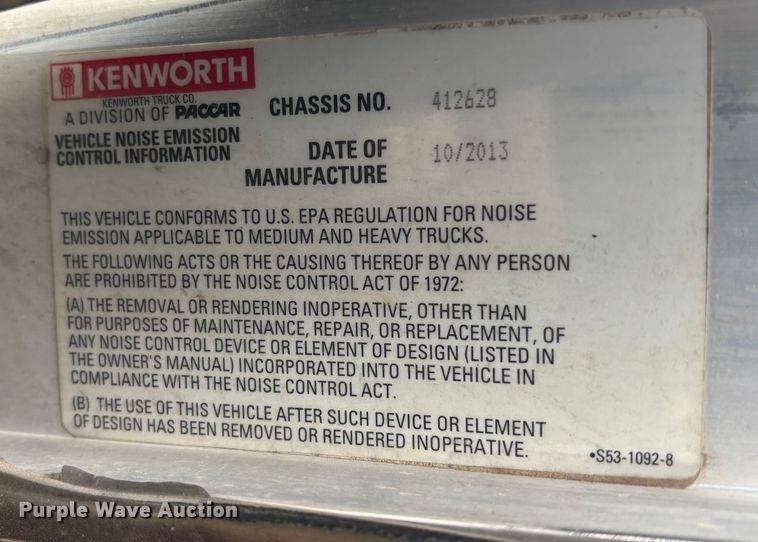 KENWORTH
KENWORTH TRUCK CO.
A DIVISION OF PACCAR
CHASSIS NO. 412628
VEHICLE NOISE EMISSION
CONTROL INFORMATION
DATE OF
MANUFACTURE
10/2013
THIS VEHICLE CONFORMS TO U.S. EPA REGULATION FOR NOISE
EMISSION APPLICABLE TO MEDIUM AND HEAVY TRUCKS.
THE FOLLOWING ACTS OR THE CAUSING THEREOF BY ANY PERSON
ARE PROHIBITED BY THE NOISE CONTROL ACT OF 1972:
(A) THE REMOVAL OR RENDERING INOPERATIVE, OTHER THAN
FOR PURPOSES OF MAINTENANCE, REPAIR, OR REPLACEMENT, OF
ANY NOISE CONTROL DEVICE OR ELEMENT OF DESIGN (LISTED IN
THE OWNER'S MANUAL) INCORPORATED INTO THE VEHICLE IN
COMPLIANCE WITH THE NOISE CONTROL ACT.
(B) THE USE OF THIS VEHICLE AFTER SUCH DEVICE OR ELEMENT
OF DESIGN HAS BEEN REMOVED OR RENDERED INOPERATIVE.
•S53-1092-8
Purple Wave Auction